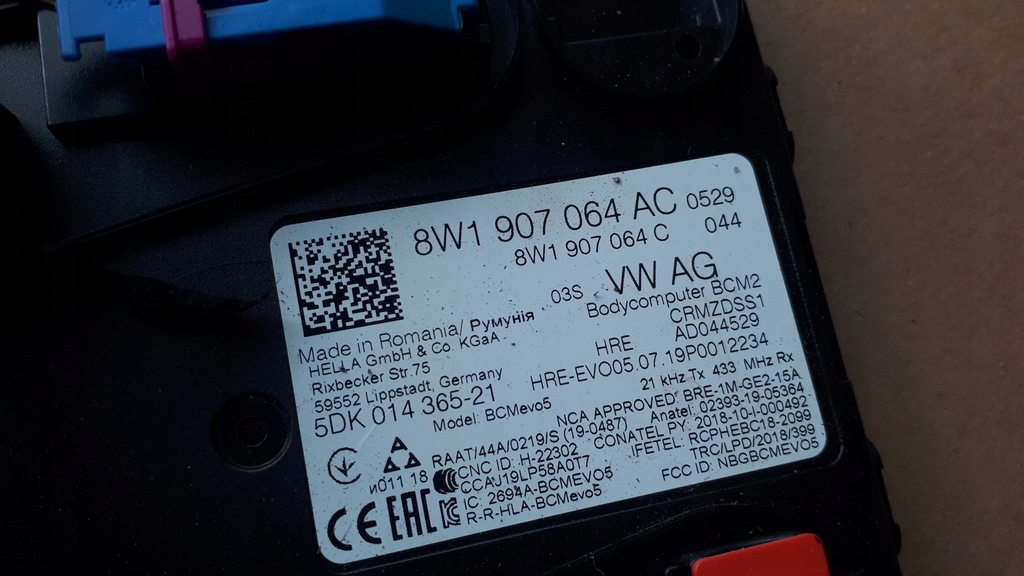 8W1 907 064 AC 0529
8W1 907 064 C 044
03S VW AG
Bodycomputer BCM2
CRMZDSS1
HRE AD044529
HRE-EVO05.07.19P0012234
21 kHz Tx 433 MHz Rx
Made in Romania/ Румунія
HELLA GmbH & Co. KGaA
Rixbecker Str.75
59552 Lippstadt, Germany
5DK 014 365-21
Model: BCMevo5
NCA APPROVED: BRE-1M-GE2-15A
RAAT/44A/0219/S (19-0487) Anatel: 02393-19-05364
CNC ID: H-22302 CONATEL PY: 2018-10-I-000492
CCAJ19LP58A0T7 IFETEL: RCPHEBC18-2099
IC: 2694A-BCMEVO5 TRC/LPD/2018/399
R-R-HLA-BCMevo5 FCC ID: NBGBCMEVO5
и011 18
CE EAC